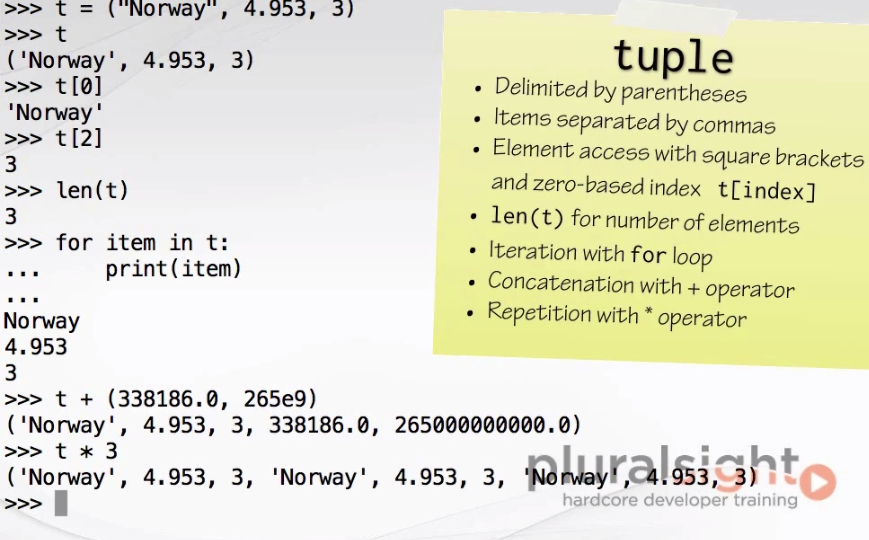 >>> t = ("Norway", 4.953, 3)
>>> t
('Norway', 4.953, 3)
>>> t[0]
'Norway'
>>> t[2]
3
>>> len(t)
3
>>> for item in t:
...     print(item)
...
Norway
4.953
3
>>> t + (338186.0, 265e9)
('Norway', 4.953, 3, 338186.0, 265000000000.0)
>>> t * 3
('Norway', 4.953, 3, 'Norway', 4.953, 3, 'Norway', 4.953, 3)
>>>
tuple
• Delimited by parentheses
• Items separated by commas
• Element access with square brackets
and zero-based index t[index]
• len(t) for number of elements
• Iteration with for loop
• Concatenation with + operator
• Repetition with * operator
pluralsight
hardcore developer training